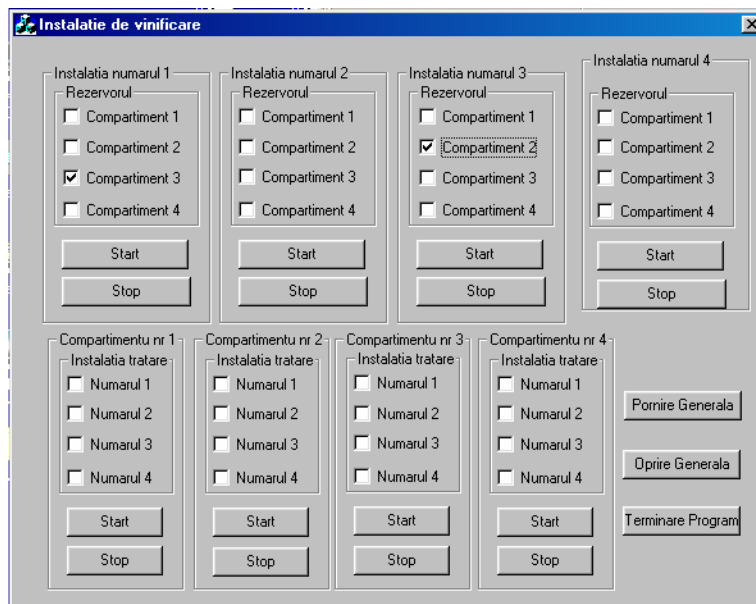 Instalatie de vinificare
Instalatia numarul 1
Rezervorul
Compartiment 1
Compartiment 2
Compartiment 3
Compartiment 4
Start
Stop
Instalatia numarul 2
Rezervorul
Compartiment 1
Compartiment 2
Compartiment 3
Compartiment 4
Start
Stop
Instalatia numarul 3
Rezervorul
Compartiment 1
Compartiment 2
Compartiment 3
Compartiment 4
Start
Stop
Instalatia numarul 4
Rezervorul
Compartiment 1
Compartiment 2
Compartiment 3
Compartiment 4
Start
Stop
Compartimentu nr 1
Instalatia tratare
Numarul 1
Numarul 2
Numarul 3
Numarul 4
Start
Stop
Compartimentu nr 2
Instalatia tratare
Numarul 1
Numarul 2
Numarul 3
Numarul 4
Start
Stop
Compartimentu nr 3
Instalatia tratare
Numarul 1
Numarul 2
Numarul 3
Numarul 4
Start
Stop
Compartimentu nr 4
Instalatia tratare
Numarul 1
Numarul 2
Numarul 3
Numarul 4
Start
Stop
Pornire Generala
Oprire Generala
Terminare Program